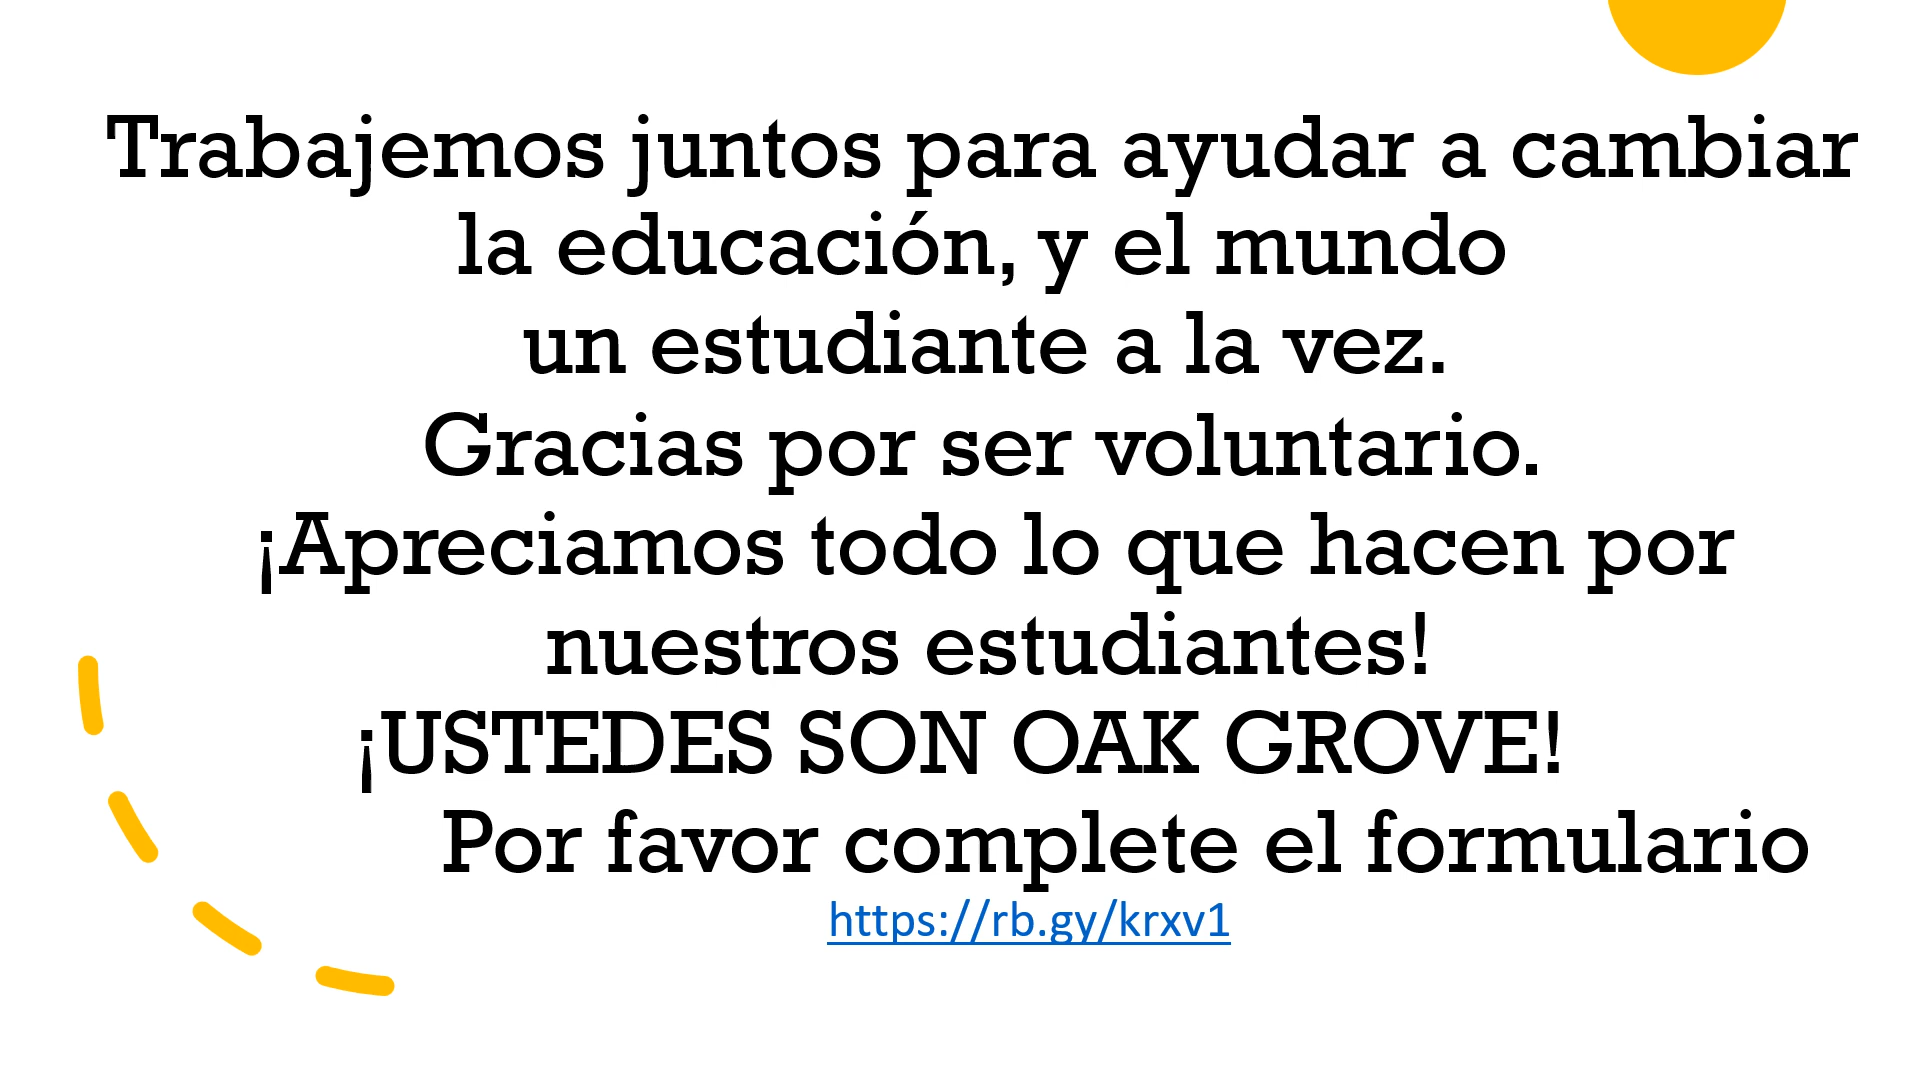 Trabajemos juntos para ayudar a cambiar
la educación, y el mundo
un estudiante a la vez.
Gracias por ser voluntario.
¡Apreciamos todo lo que hacen por
nuestros estudiantes!
¡USTEDES SON OAK GROVE!
Por favor complete el formulario
https://rb.gy/krxv1